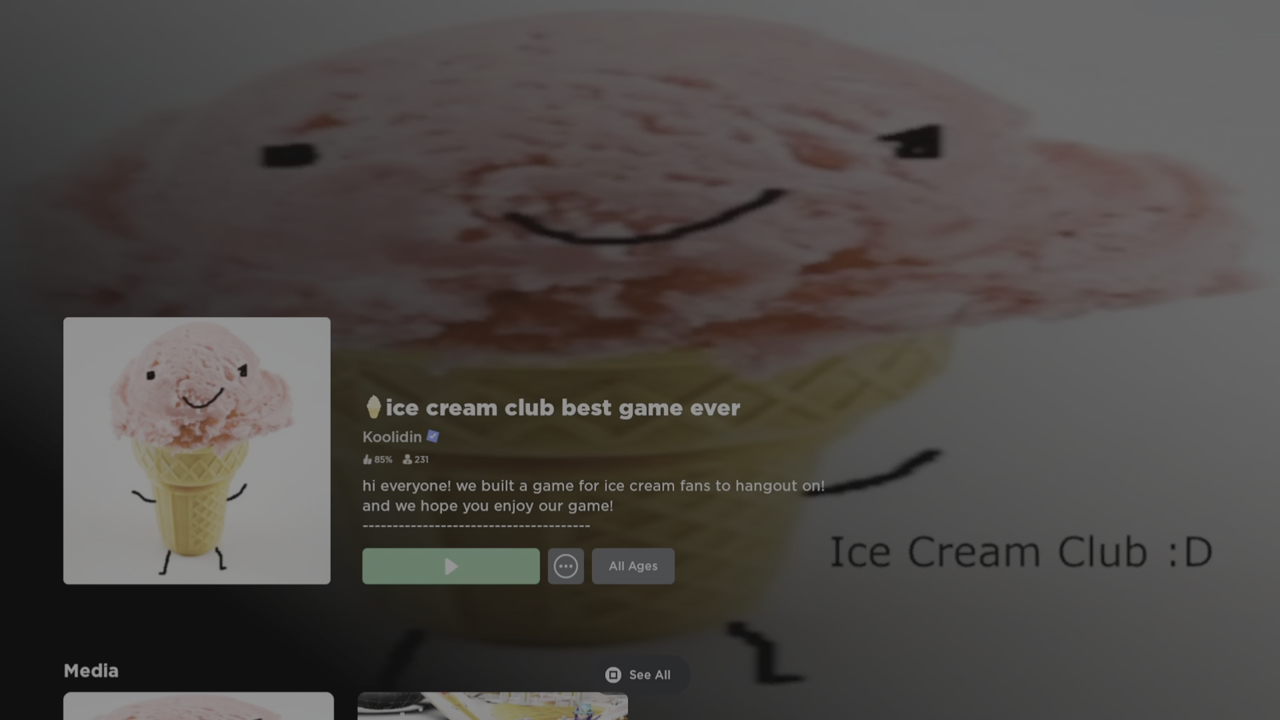 ice cream club best game ever
Koolidin
85% 231
hi everyone! we built a game for ice cream fans to hangout on!
and we hope you enjoy our game!
--------------------------------------
All Ages
Ice Cream Club :D
Media
See All